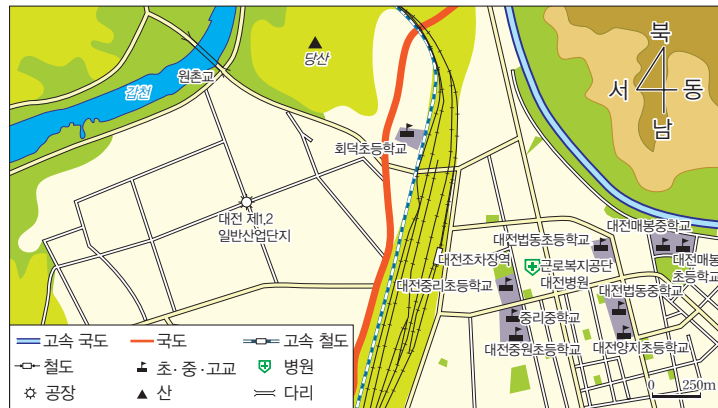 북
서 동
남
당산
원촌교
갑천
회덕초등학교
대전 제1,2
일반산업단지
대전매봉중학교
대전법동초등학교
대전조차장역
근로복지공단
대전병원
대전매봉
초등학교
대전중리초등학교
대전법동중학교
중리중학교
대전중원초등학교
대전양지초등학교
고속 국도
국도
고속 철도
철도
초·중·고교
병원
공장
산
다리
0 250m